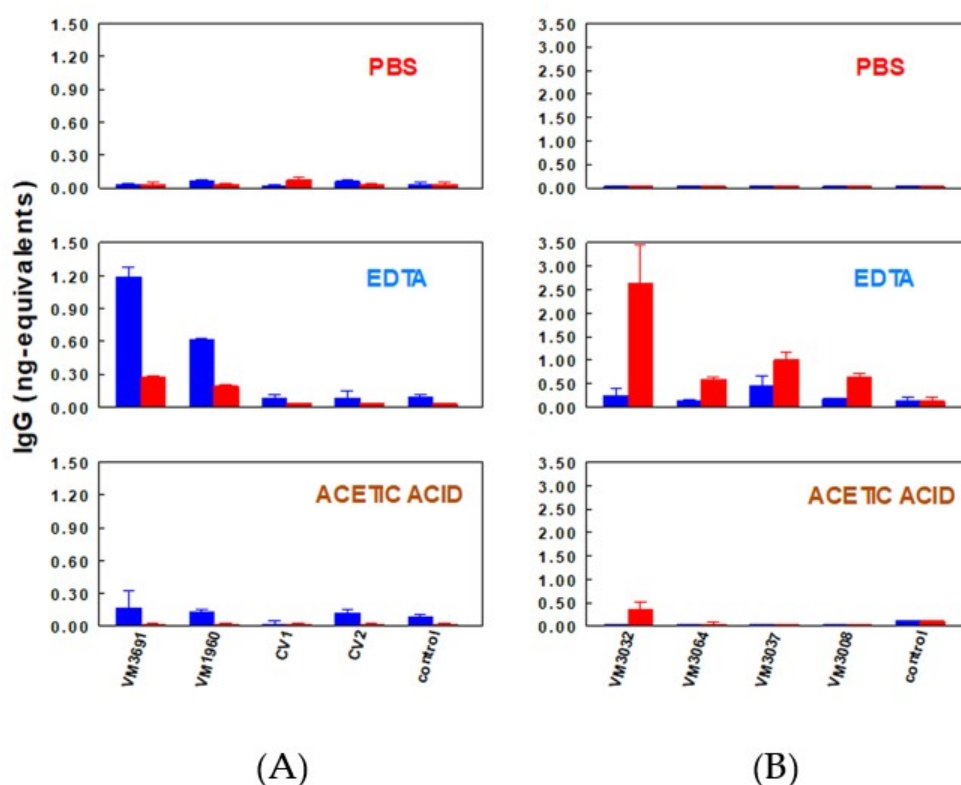 IgG (ng-equivalents)
1.50
1.20
0.90
0.60
0.30
0.00
PBS
3.50
3.00
2.50
2.00
1.50
1.00
0.50
0.00
PBS
1.50
1.20
0.90
0.60
0.30
0.00
EDTA
3.50
3.00
2.50
2.00
1.50
1.00
0.50
0.00
EDTA
1.50
1.20
0.90
0.60
0.30
0.00
ACETIC ACID
VM3691
VM1960
CV1
CV2
control
3.50
3.00
2.50
2.00
1.50
1.00
0.50
0.00
ACETIC ACID
VM3032
VM3064
VM3037
VM3008
control
(A)
(B)